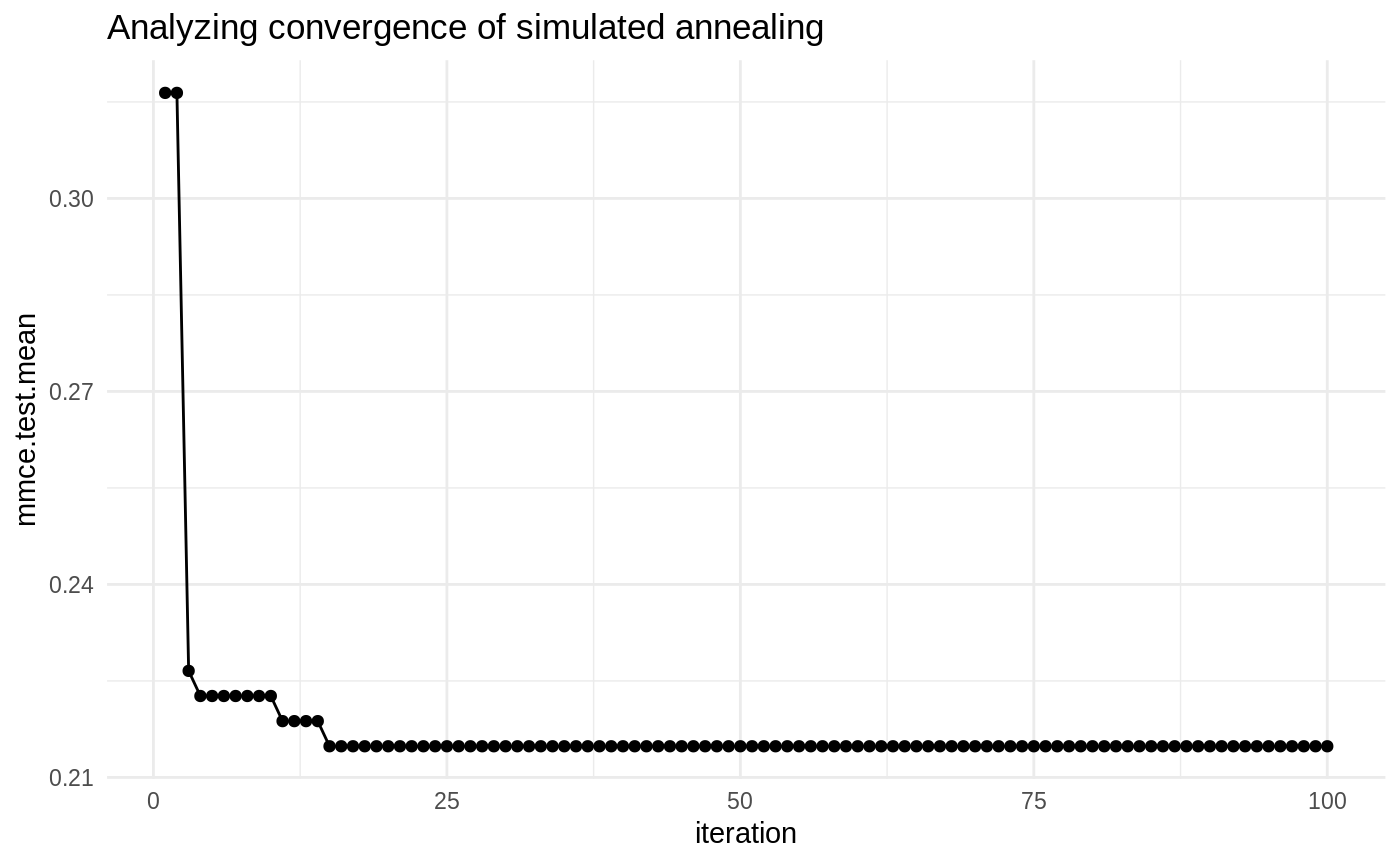 Analyzing convergence of simulated annealing
mmce.test.mean
0.30
0.27
0.24
0.21
0 25 50 75 100
iteration